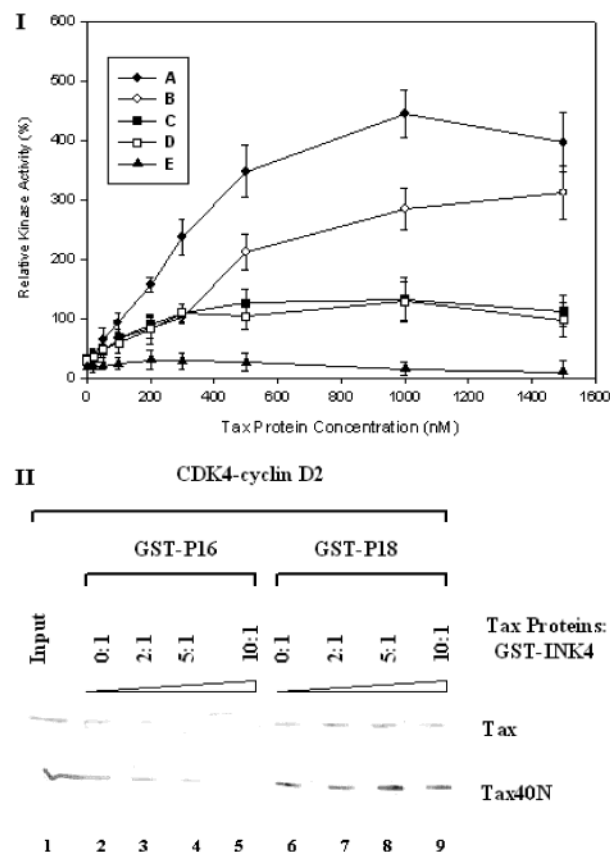 I
600
500
400
300
200
100
0
Relative Kinase Activity (%)
A
B
C
D
E
0 200 400 600 800 1000 1200 1400 1600
Tax Protein Concentration (nM)
II
CDK4-cyclin D2
GST-P16 GST-P18
Input 0:1 2:1 5:1 10:1 0:1 2:1 5:1 10:1
Tax Proteins:
GST-INK4
Tax
Tax40N
1 2 3 4 5 6 7 8 9